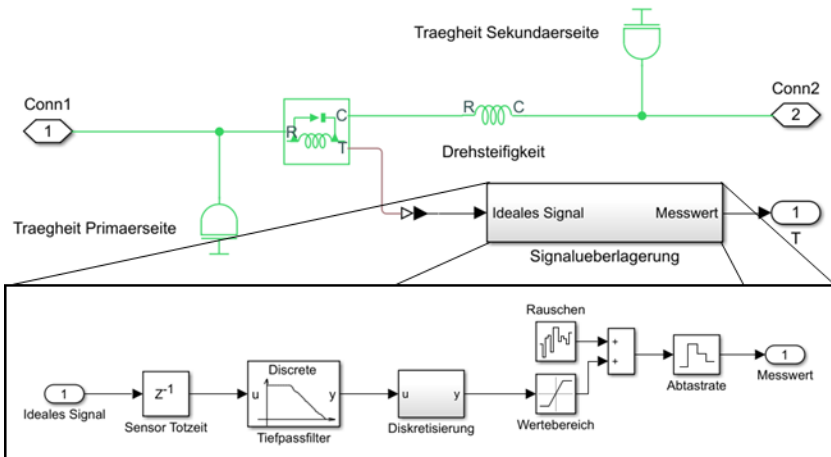 Traegheit Sekundaerseite
Conn1
1
R
C
T
R
C
Conn2
2
Drehsteifigkeit
Traegheit Primaerseite
Ideales Signal
Messwert
1
T
Signalueberlagerung
Rauschen
1
Ideales Signal
Z-1
Sensor Totzeit
Discrete
u
y
Tiefpassfilter
u
y
Diskretisierung
Wertebereich
+
+
Abtastrate
1
Messwert